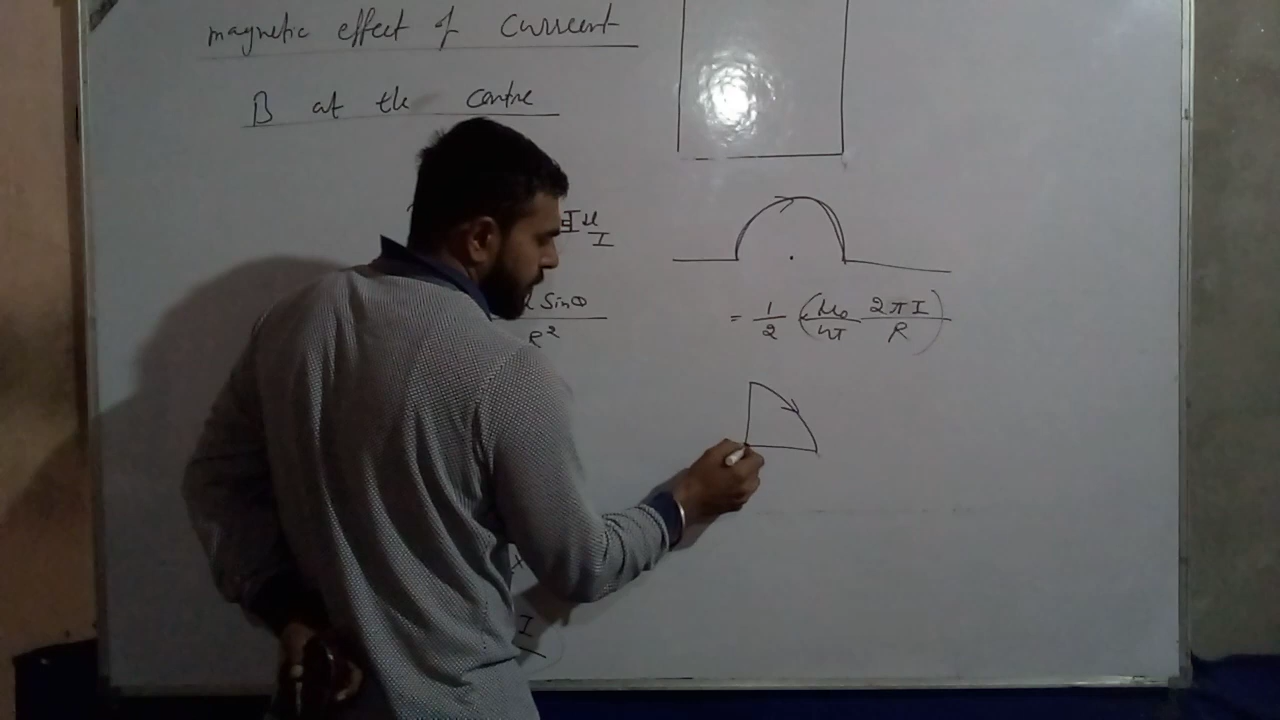 magnetic effect of Current
B at the centre
sinθ
R²
= 1/2 (μ₀/4π 2πI/R)
I